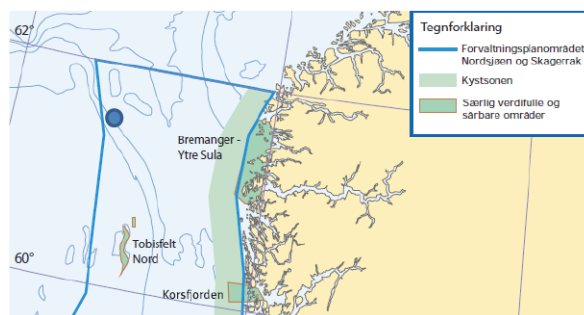 62°
60°
Bremanger -
Ytre Sula
Tobisfelt
Nord
Korsfjorden
Tegnforklaring
Forvaltningsplanområdet
Nordsjøen og Skagerrak
Kystsonen
Særlig verdifulle og
sårbare områder